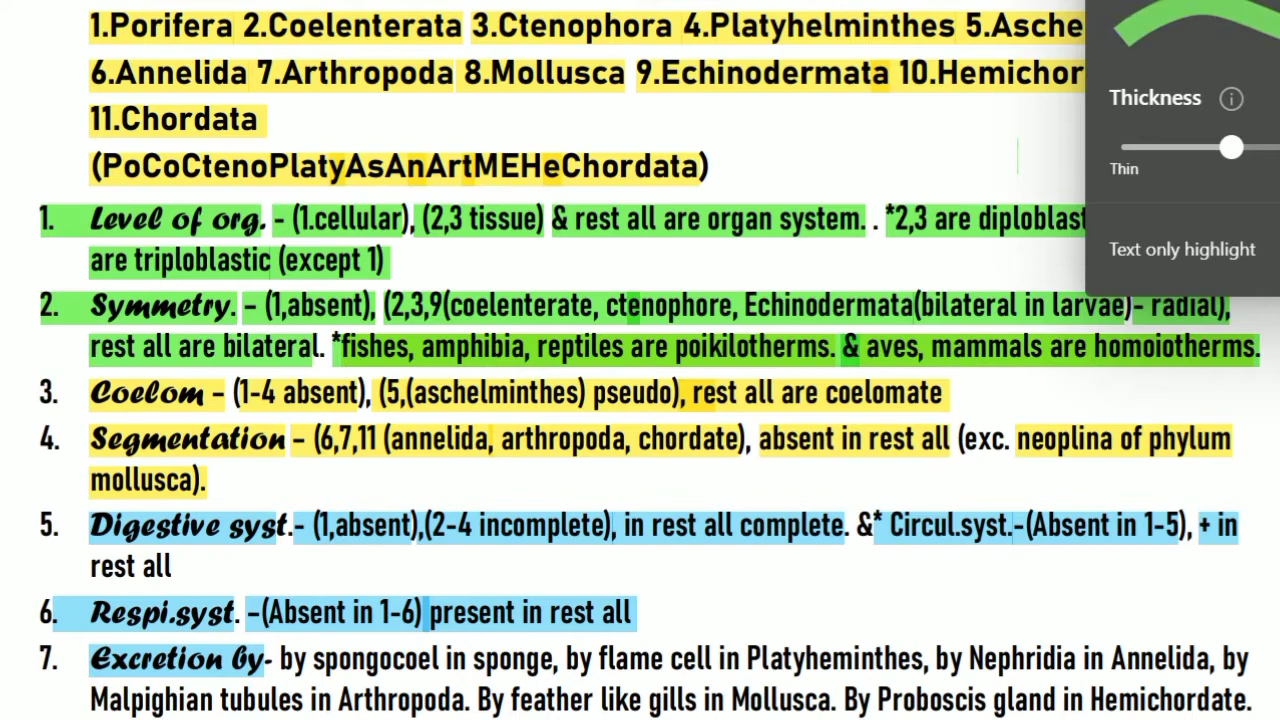 1.Porifera 2.Coelenterata 3.Ctenophora 4.Platyhelminthes 5.Asche
6.Annelida 7.Arthropoda 8.Mollusca 9.Echinodermata 10.Hemichor
11.Chordata
(PoCoCtenoPlatyAsAnArtMEHeChordata)
Thickness
Thin
Text only highlight
1. Level of org. - (1.cellular), (2,3 tissue) & rest all are organ system. . *2,3 are diploblast
are triploblastic (except 1)
2. Symmetry. – (1,absent), (2,3,9(coelenterate, ctenophore, Echinodermata(bilateral in larvae)- radial),
rest all are bilateral. *fishes, amphibia, reptiles are poikilotherms. & aves, mammals are homoiotherms.
3. Coelom – (1-4 absent), (5,(aschelminthes) pseudo), rest all are coelomate
4. Segmentation – (6,7,11 (annelida, arthropoda, chordate), absent in rest all (exc. neoplina of phylum
mollusca).
5. Digestive syst.- (1,absent),(2-4 incomplete), in rest all complete. &* Circul.syst.-(Absent in 1-5), + in
rest all
6. Respi.syst. –(Absent in 1-6) present in rest all
7. Excretion by- by spongocoel in sponge, by flame cell in Platyheminthes, by Nephridia in Annelida, by
Malpighian tubules in Arthropoda. By feather like gills in Mollusca. By Proboscis gland in Hemichordate.